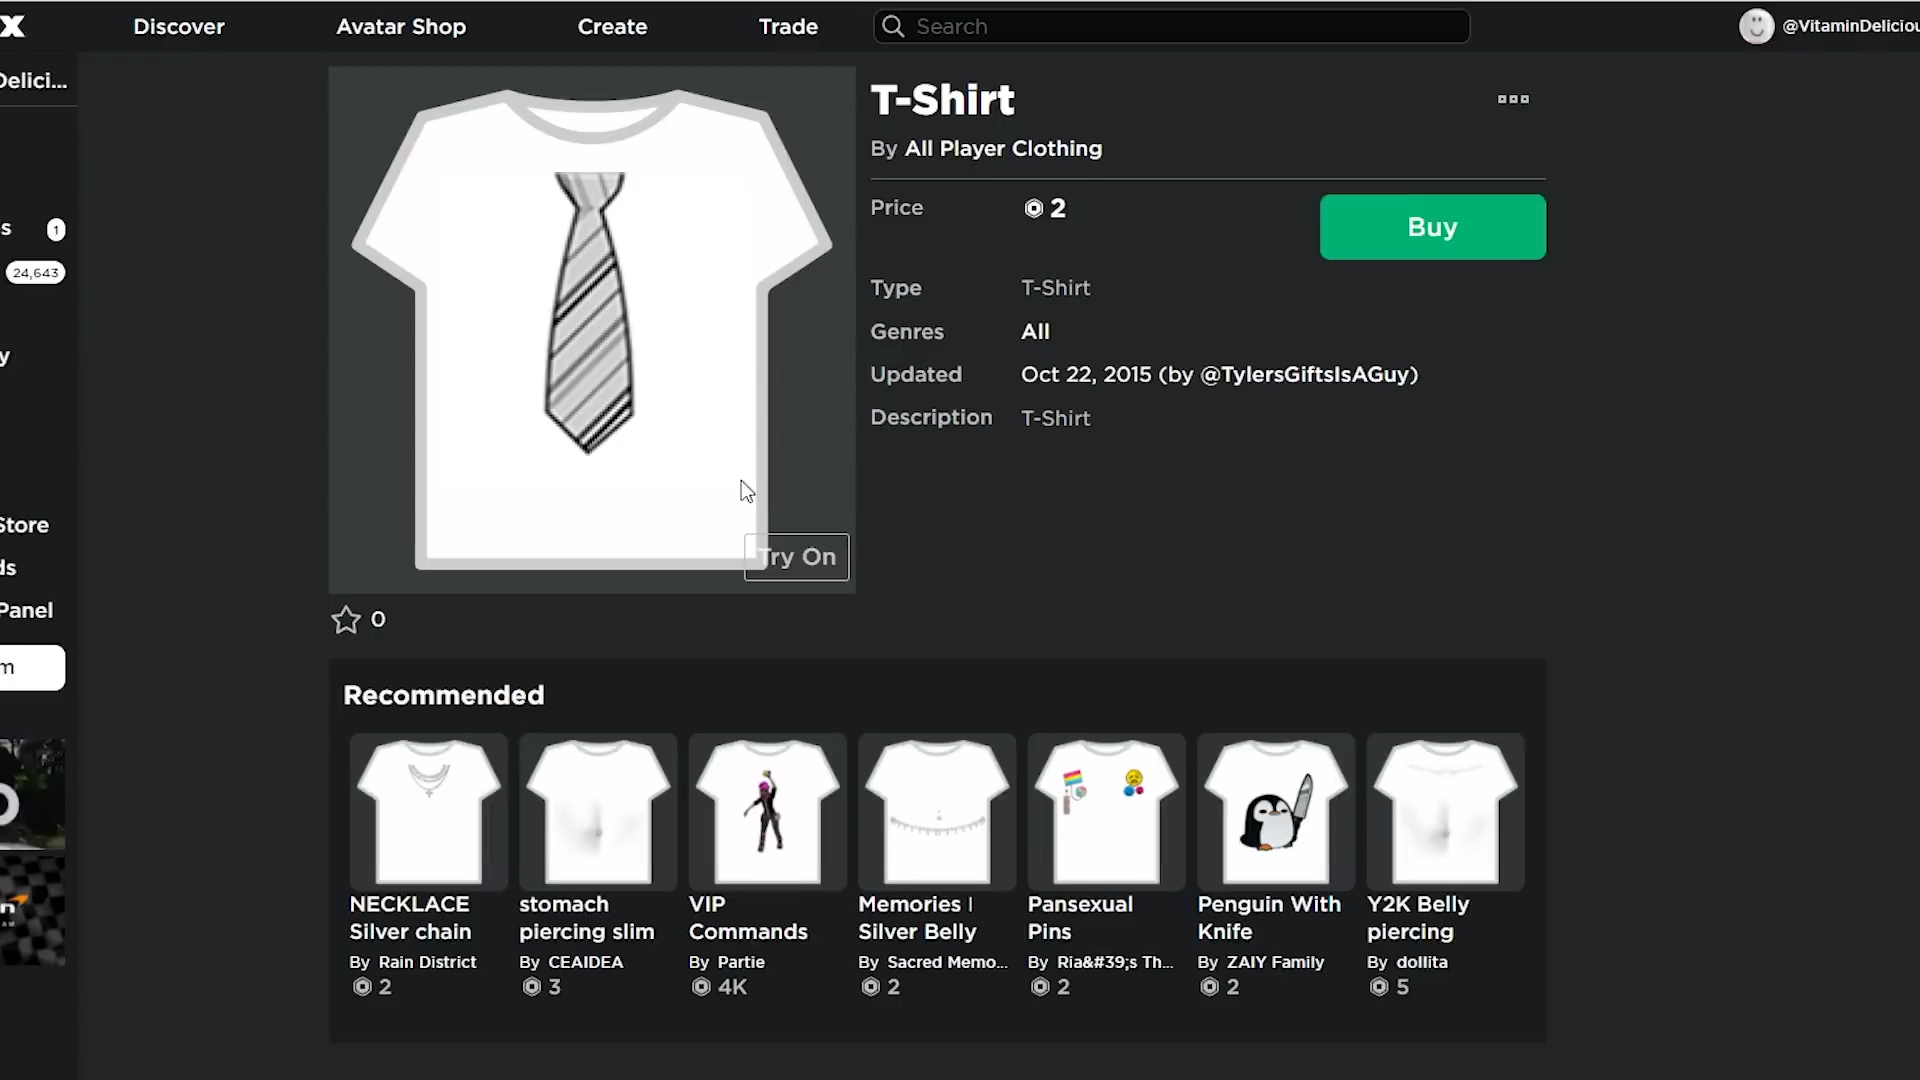 X
Discover
Avatar Shop
Create
Trade
Search
@VitaminDeliciou
Delici...
s
1
24,643
y
Store
ds
Panel
m
Try On
0
T-Shirt
By All Player Clothing
Price
2
Buy
Type T-Shirt
Genres All
Updated Oct 22, 2015 (by @TylersGiftsIsAGuy)
Description T-Shirt
Recommended
NECKLACE
Silver chain
By Rain District
2
stomach
piercing slim
By CEAIDEA
3
VIP
Commands
By Partie
4K
Memories |
Silver Belly
By Sacred Memo...
2
Pansexual
Pins
By Ria&#39;s Th...
2
Penguin With
Knife
By ZAIY Family
2
Y2K Belly
piercing
By dollita
5